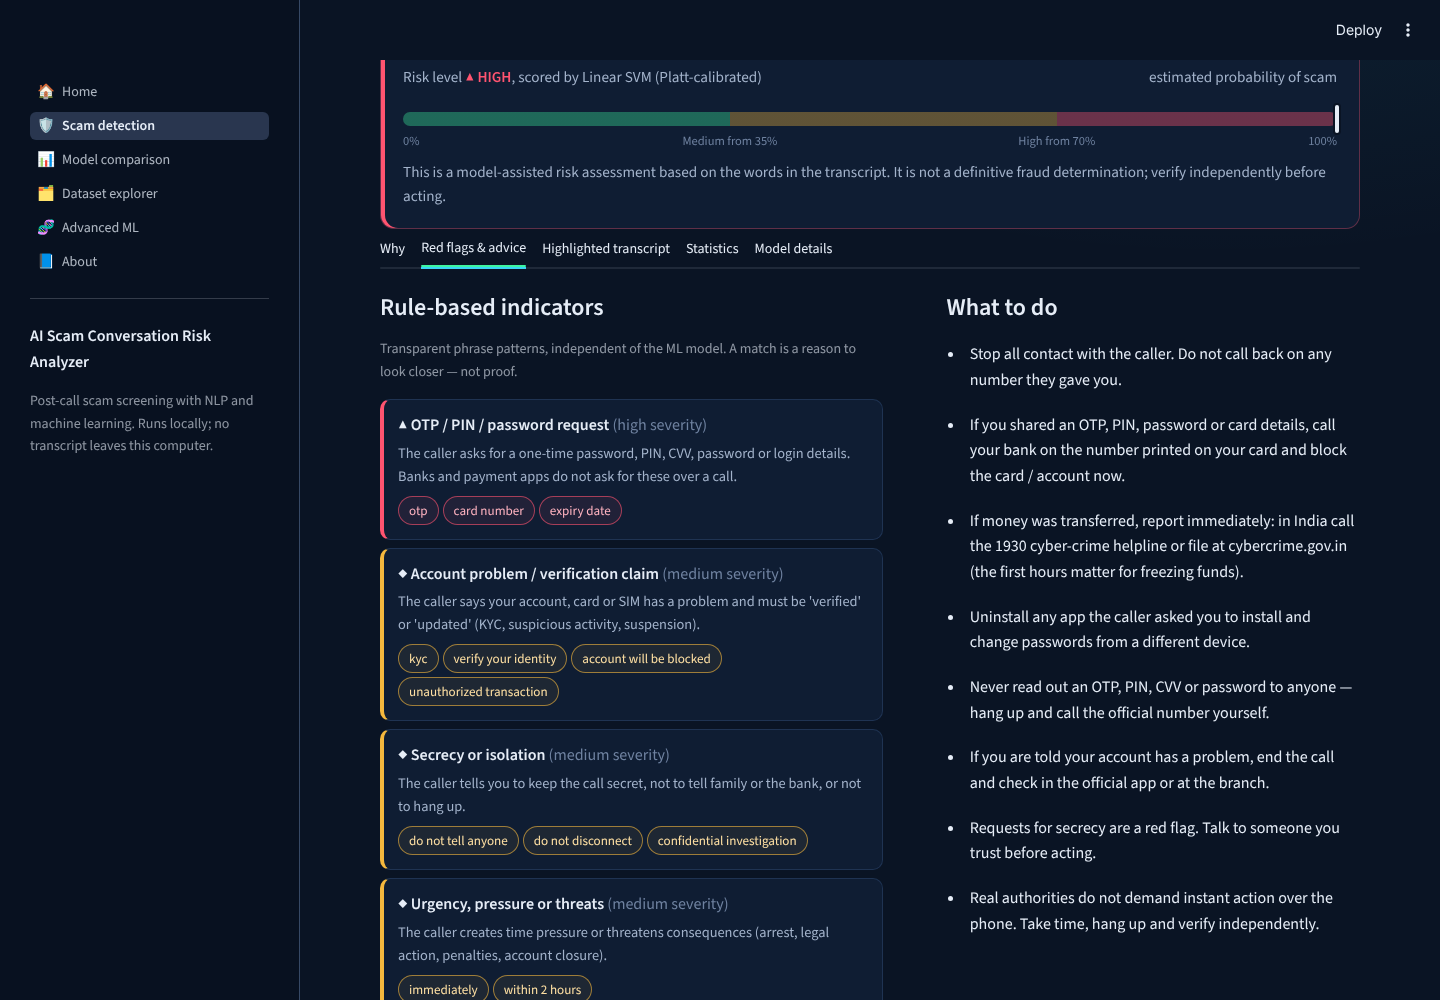 Deploy
Home
Scam detection
Model comparison
Dataset explorer
Advanced ML
About
AI Scam Conversation Risk
Analyzer
Post-call scam screening with NLP and
machine learning. Runs locally; no
transcript leaves this computer.
Risk level ▲ HIGH, scored by Linear SVM (Platt-calibrated)
estimated probability of scam
0%
Medium from 35%
High from 70%
100%
This is a model-assisted risk assessment based on the words in the transcript. It is not a definitive fraud determination; verify independently before
acting.
Why
Red flags & advice
Highlighted transcript
Statistics
Model details
Rule-based indicators
Transparent phrase patterns, independent of the ML model. A match is a reason to
look closer — not proof.
▲ OTP / PIN / password request (high severity)
The caller asks for a one-time password, PIN, CVV, password or login details.
Banks and payment apps do not ask for these over a call.
otp
card number
expiry date
◆ Account problem / verification claim (medium severity)
The caller says your account, card or SIM has a problem and must be 'verified'
or 'updated' (KYC, suspicious activity, suspension).
kyc
verify your identity
account will be blocked
unauthorized transaction
◆ Secrecy or isolation (medium severity)
The caller tells you to keep the call secret, not to tell family or the bank, or not
to hang up.
do not tell anyone
do not disconnect
confidential investigation
◆ Urgency, pressure or threats (medium severity)
The caller creates time pressure or threatens consequences (arrest, legal
action, penalties, account closure).
immediately
within 2 hours
What to do
• Stop all contact with the caller. Do not call back on any
number they gave you.
• If you shared an OTP, PIN, password or card details, call
your bank on the number printed on your card and block
the card / account now.
• If money was transferred, report immediately: in India call
the 1930 cyber-crime helpline or file at cybercrime.gov.in
(the first hours matter for freezing funds).
• Uninstall any app the caller asked you to install and
change passwords from a different device.
• Never read out an OTP, PIN, CVV or password to anyone —
hang up and call the official number yourself.
• If you are told your account has a problem, end the call
and check in the official app or at the branch.
• Requests for secrecy are a red flag. Talk to someone you
trust before acting.
• Real authorities do not demand instant action over the
phone. Take time, hang up and verify independently.